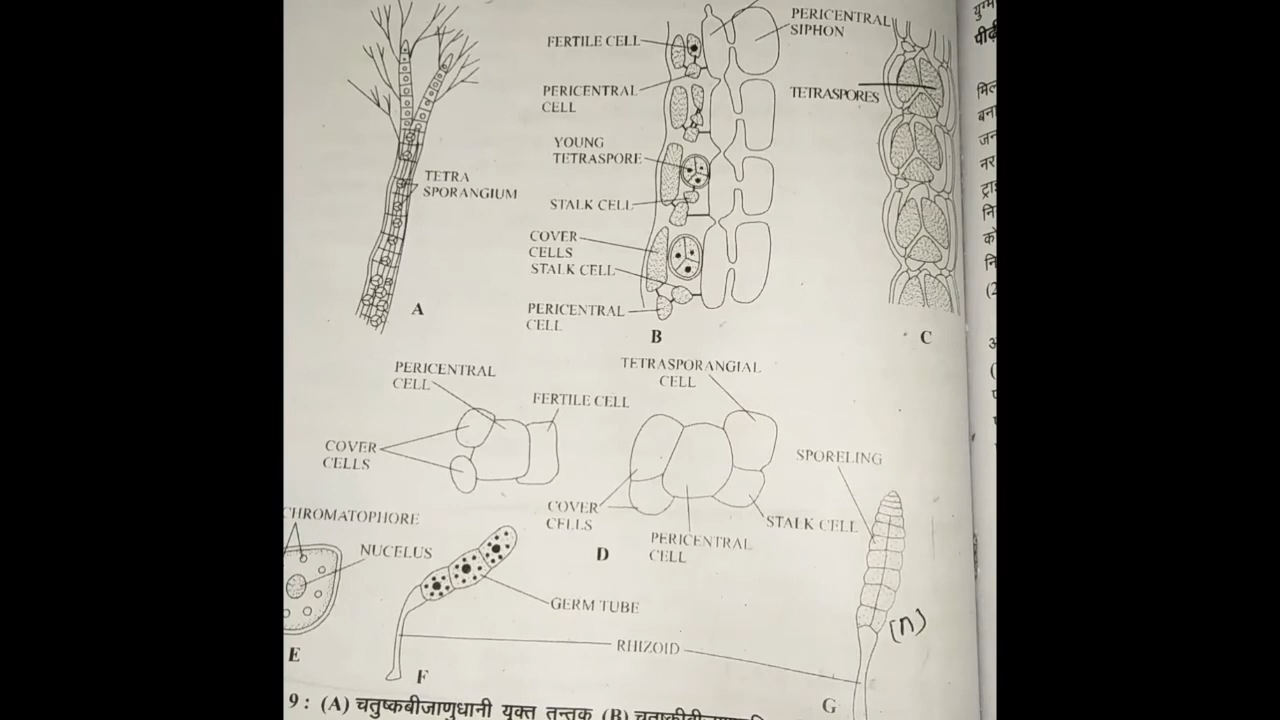 PERICENTRAL
SIPHON
FERTILE CELL
PERICENTRAL
CELL
TETRASPORES
YOUNG
TETRASPORE
TETRA
SPORANGIUM
STALK CELL
COVER
CELLS
STALK CELL
PERICENTRAL
CELL
A
B
C
PERICENTRAL
CELL
FERTILE CELL
TETRASPORANGIAL
CELL
COVER
CELLS
SPORELING
COVER
CELLS
STALK CELL
PERICENTRAL
CELL
D
CHROMATOPHORE
NUCELUS
GERM TUBE
RHIZOID
(n)
E
F
G
9 : (A) चतुष्कबीजाणुधानी युक्त तन्तुक (B)